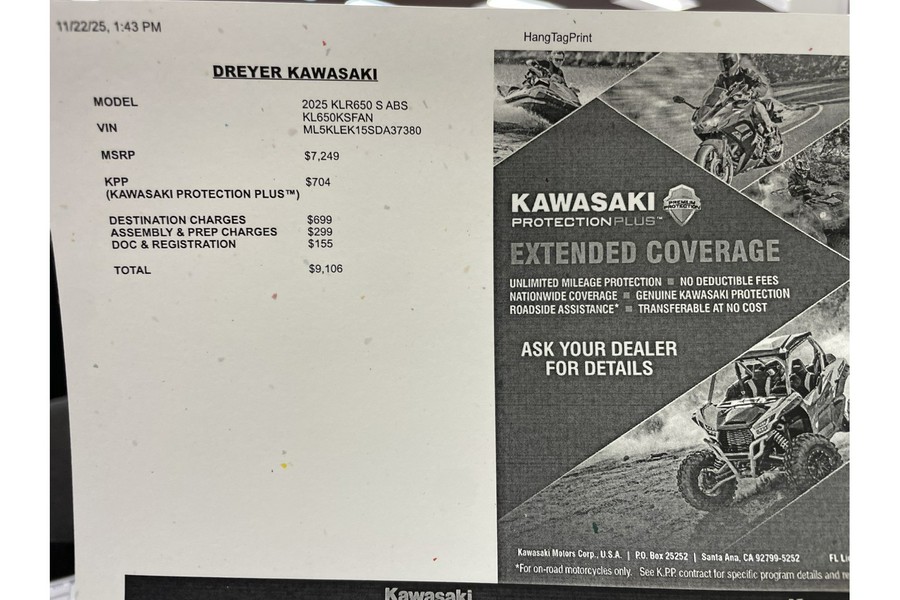 11/22/25, 1:43 PM
HangTagPrint
DREYER KAWASAKI
MODEL 2025 KLR650 S ABS
KL650KSFAN
VIN ML5KLEK15SDA37380
MSRP $7,249
KPP $704
(KAWASAKI PROTECTION PLUS™)
DESTINATION CHARGES $699
ASSEMBLY & PREP CHARGES $299
DOC & REGISTRATION $155
TOTAL $9,106
KAWASAKI
PROTECTIONPLUS™
PREMIUM
PROTECTION
EXTENDED COVERAGE
UNLIMITED MILEAGE PROTECTION ■ NO DEDUCTIBLE FEES
NATIONWIDE COVERAGE ■ GENUINE KAWASAKI PROTECTION
ROADSIDE ASSISTANCE* ■ TRANSFERABLE AT NO COST
ASK YOUR DEALER
FOR DETAILS
Kawasaki Motors Corp., U.S.A. | P.O. Box 25252 | Santa Ana, CA 92799-5252 FL
*For on-road motorcycles only. See K.P.P. contract for specific program details and
Kawasaki